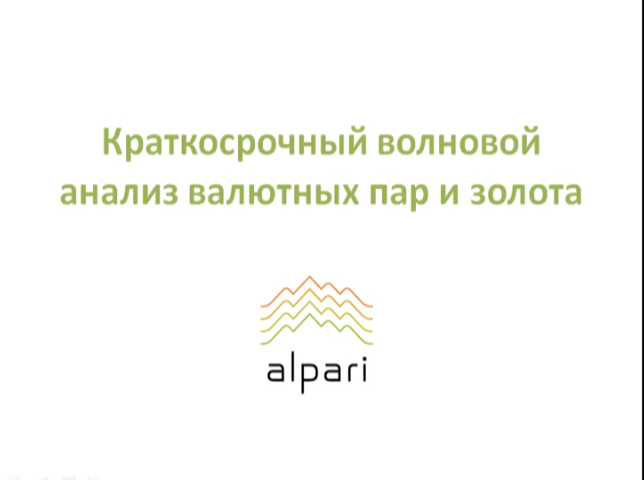 Краткосрочный волновой
анализ валютных пар и золота
alpari